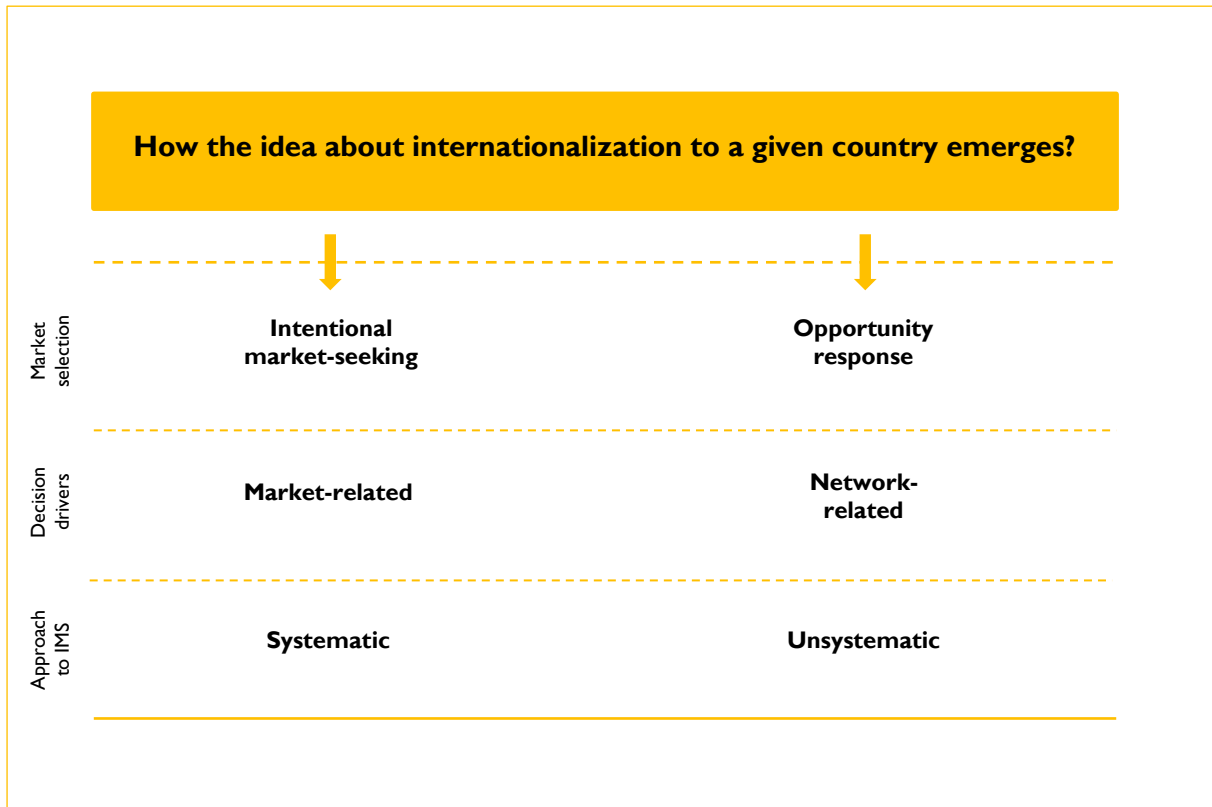 How the idea about internationalization to a given country emerges?
Market
selection
Intentional
market-seeking
Opportunity
response
Decision
drivers
Market-related
Network-
related
Approach
to IMS
Systematic
Unsystematic